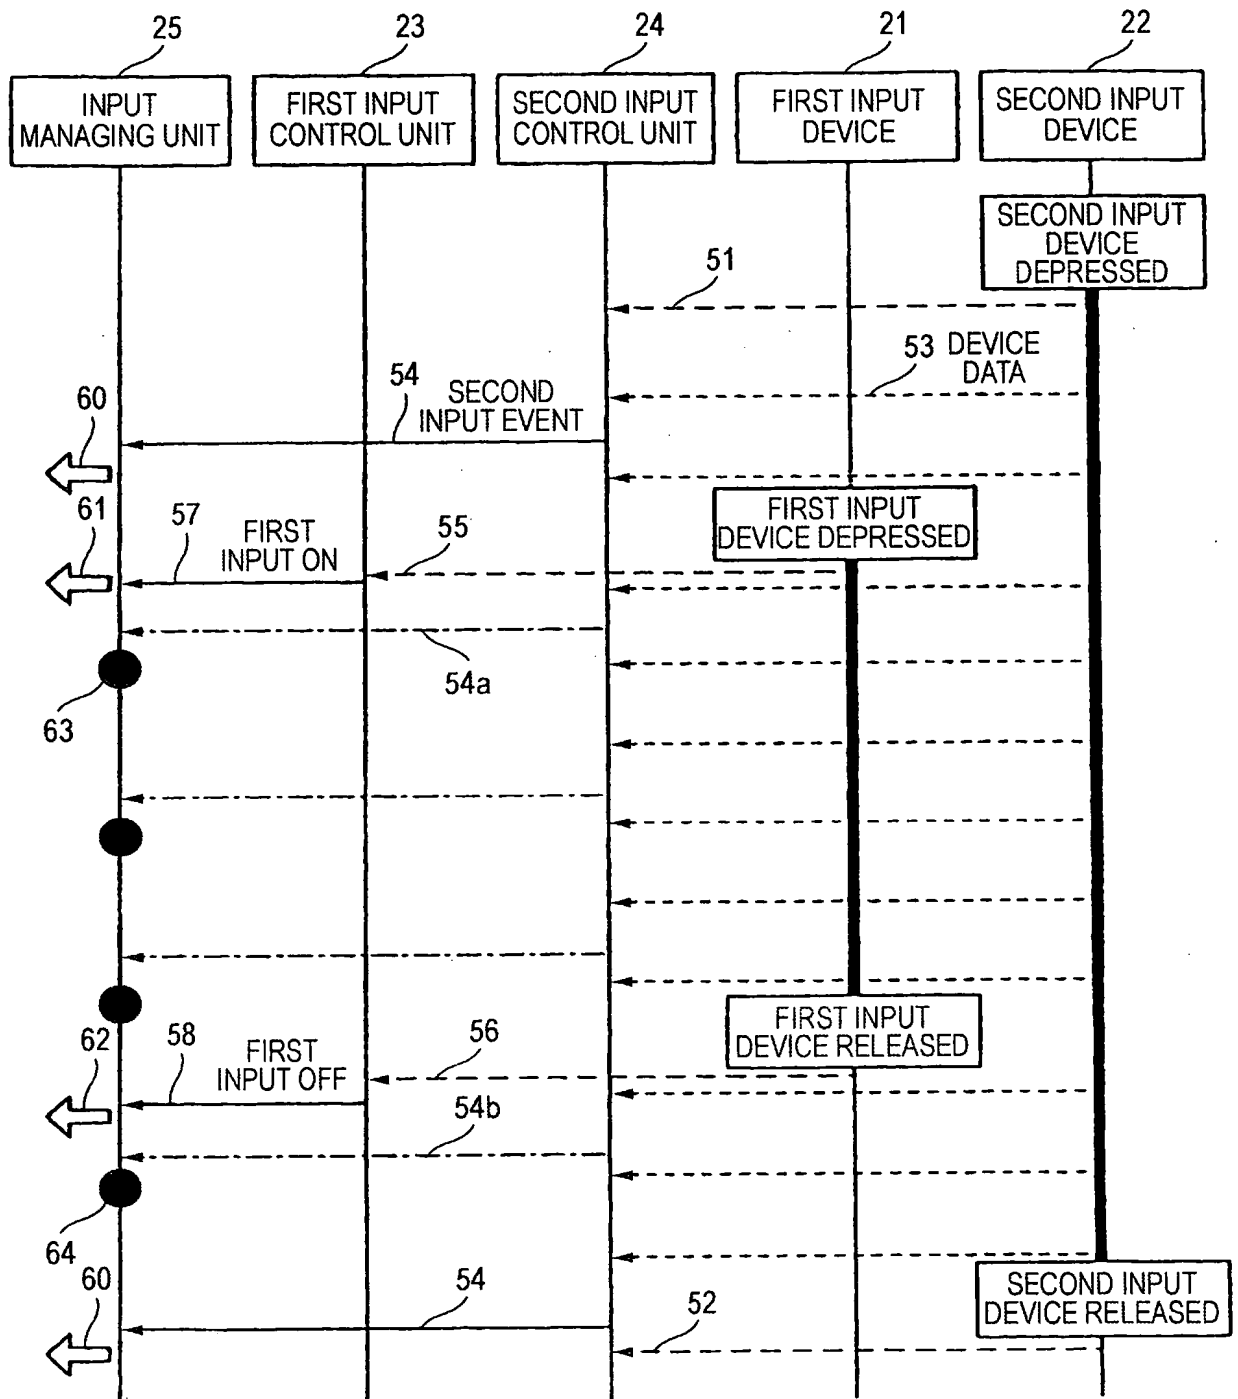 25
23
24
21
22
INPUT
MANAGING UNIT
FIRST INPUT
CONTROL UNIT
SECOND INPUT
CONTROL UNIT
FIRST INPUT
DEVICE
SECOND INPUT
DEVICE
SECOND INPUT
DEVICE
DEPRESSED
51
53 DEVICE
DATA
54
SECOND
INPUT EVENT
60
FIRST INPUT
DEVICE DEPRESSED
61
57
FIRST
INPUT ON
55
54a
63
FIRST INPUT
DEVICE RELEASED
62
58
FIRST
INPUT OFF
56
54b
64
60
54
52
SECOND INPUT
DEVICE RELEASED